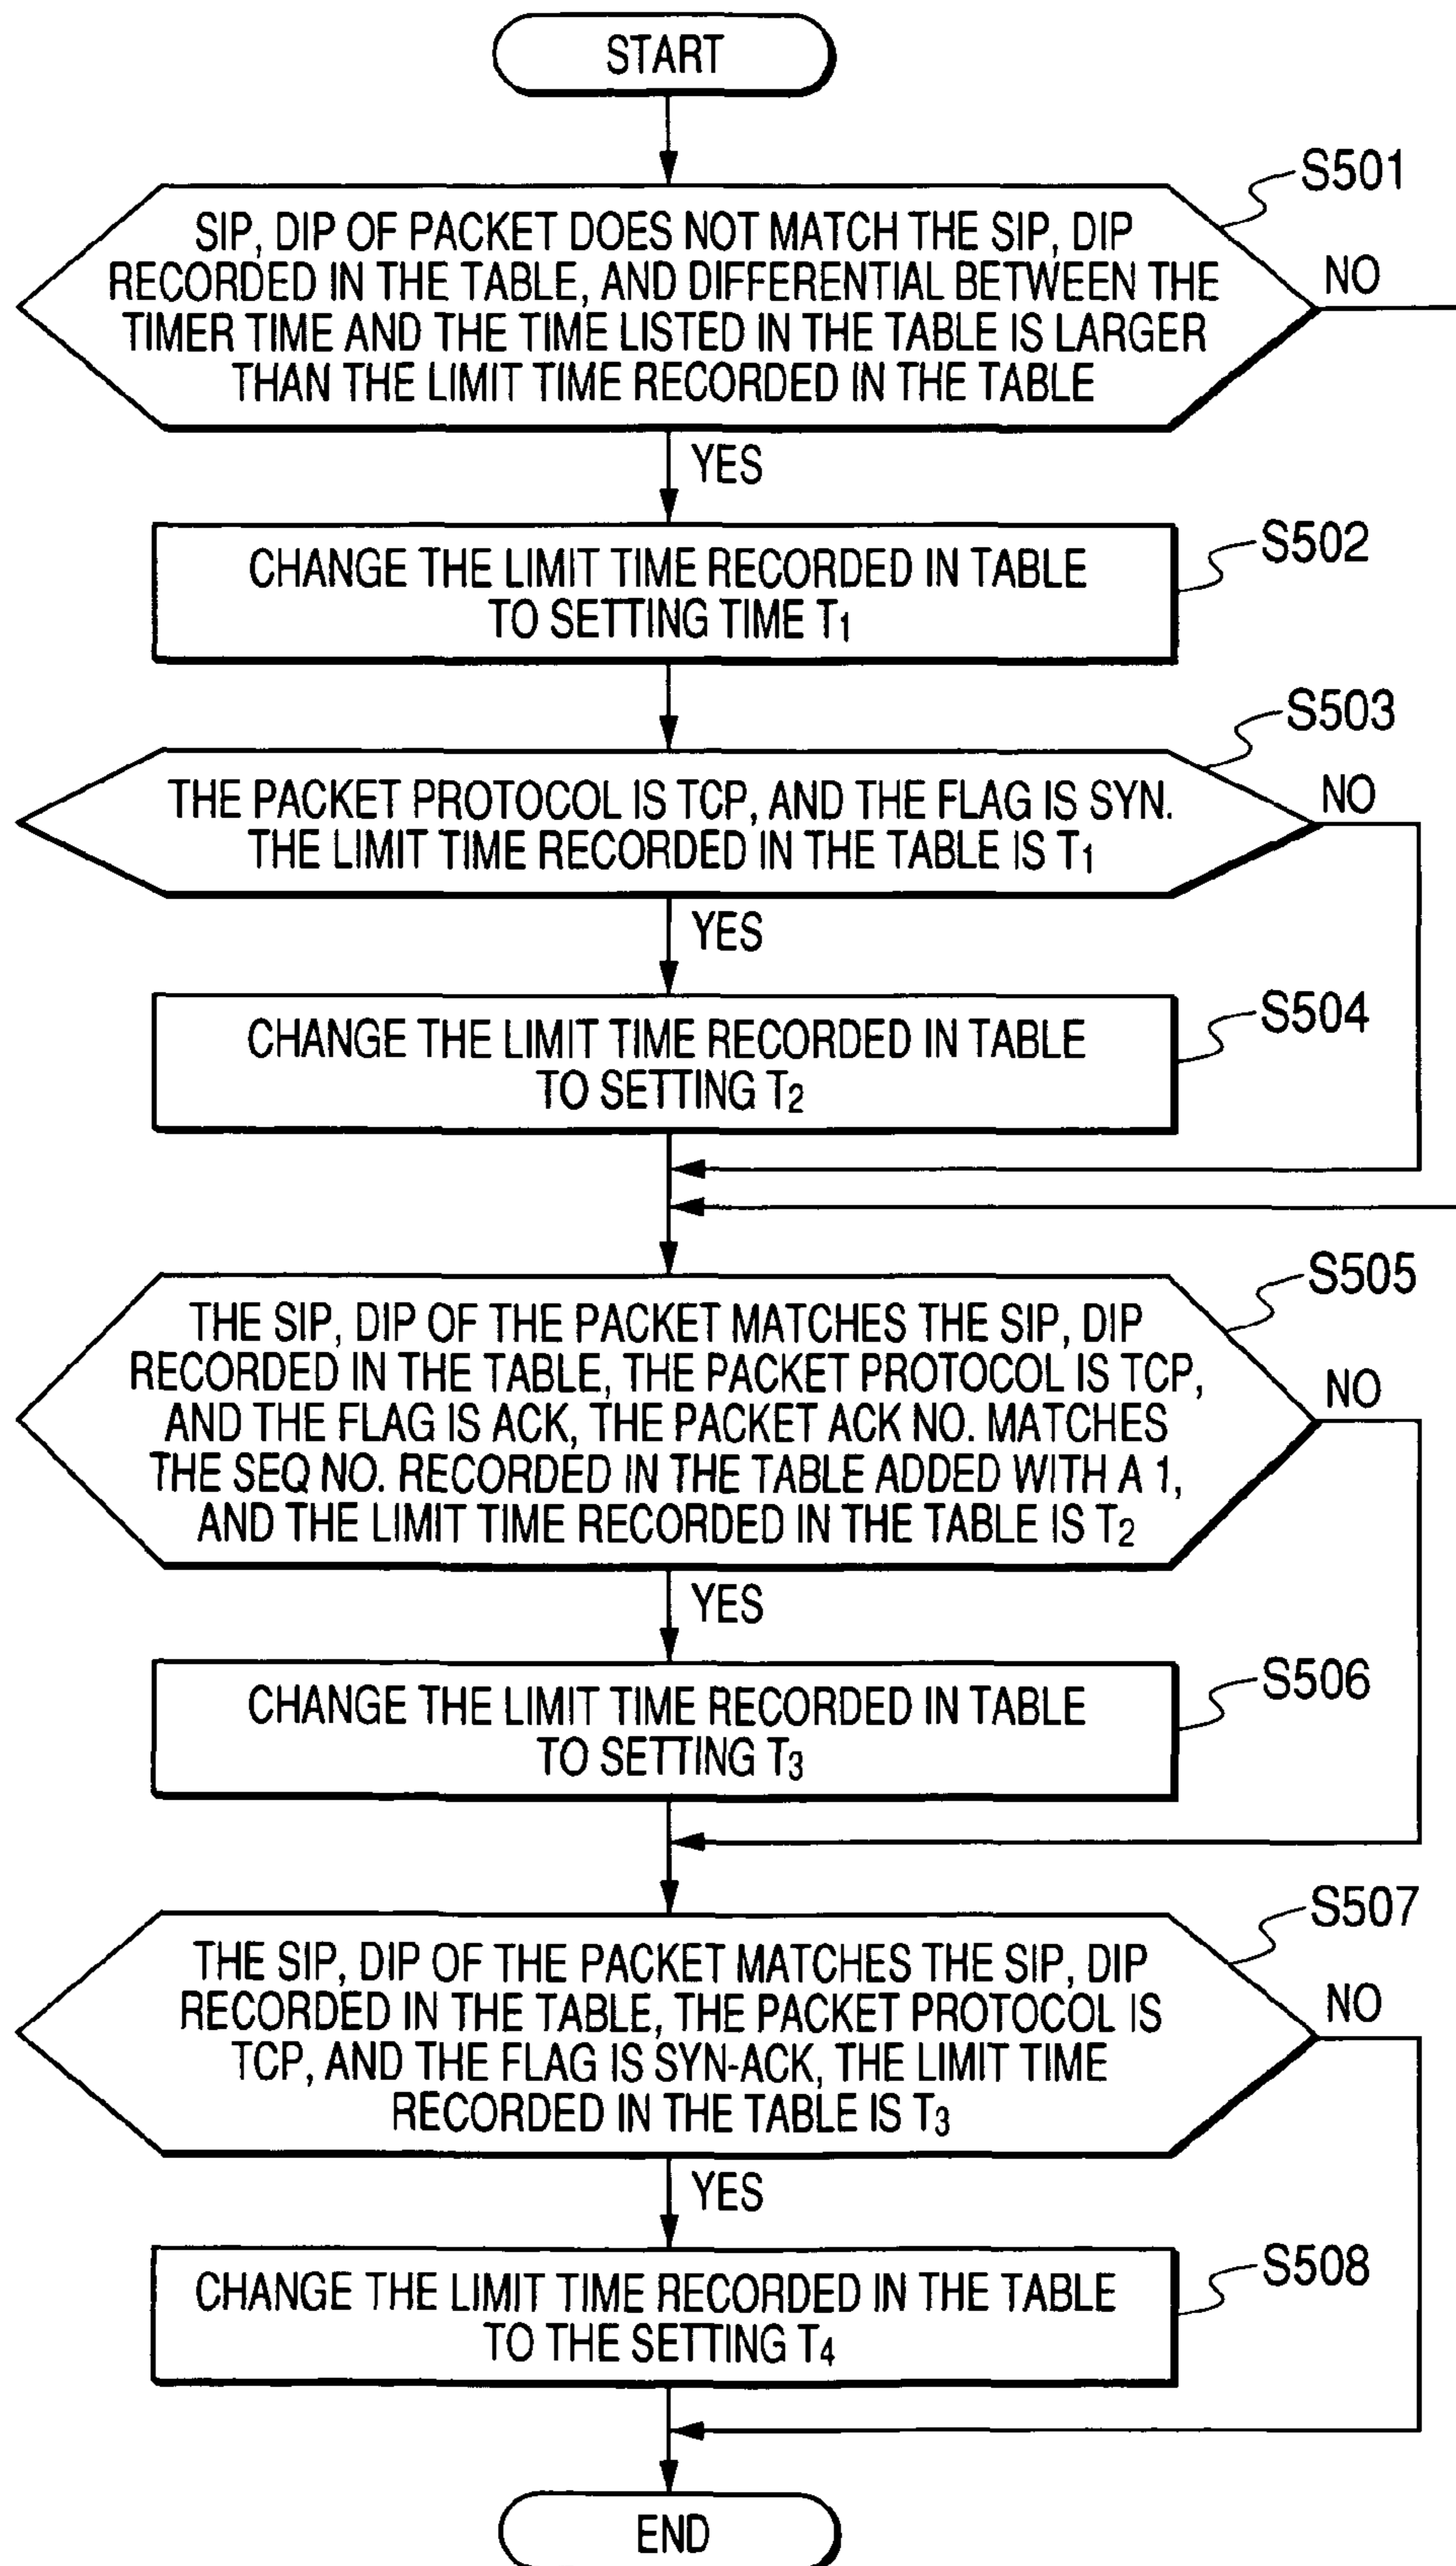 START
S501
SIP, DIP OF PACKET DOES NOT MATCH THE SIP, DIP
RECORDED IN THE TABLE, AND DIFFERENTIAL BETWEEN THE
TIMER TIME AND THE TIME LISTED IN THE TABLE IS LARGER
THAN THE LIMIT TIME RECORDED IN THE TABLE
NO
YES
S502
CHANGE THE LIMIT TIME RECORDED IN TABLE
TO SETTING TIME T1
S503
THE PACKET PROTOCOL IS TCP, AND THE FLAG IS SYN.
THE LIMIT TIME RECORDED IN THE TABLE IS T1
NO
YES
S504
CHANGE THE LIMIT TIME RECORDED IN TABLE
TO SETTING T2
S505
THE SIP, DIP OF THE PACKET MATCHES THE SIP, DIP
RECORDED IN THE TABLE, THE PACKET PROTOCOL IS TCP,
AND THE FLAG IS ACK, THE PACKET ACK NO. MATCHES
THE SEQ NO. RECORDED IN THE TABLE ADDED WITH A 1,
AND THE LIMIT TIME RECORDED IN THE TABLE IS T2
NO
YES
S506
CHANGE THE LIMIT TIME RECORDED IN TABLE
TO SETTING T3
S507
THE SIP, DIP OF THE PACKET MATCHES THE SIP, DIP
RECORDED IN THE TABLE, THE PACKET PROTOCOL IS
TCP, AND THE FLAG IS SYN-ACK, THE LIMIT TIME
RECORDED IN THE TABLE IS T3
NO
YES
S508
CHANGE THE LIMIT TIME RECORDED IN THE TABLE
TO THE SETTING T4
END